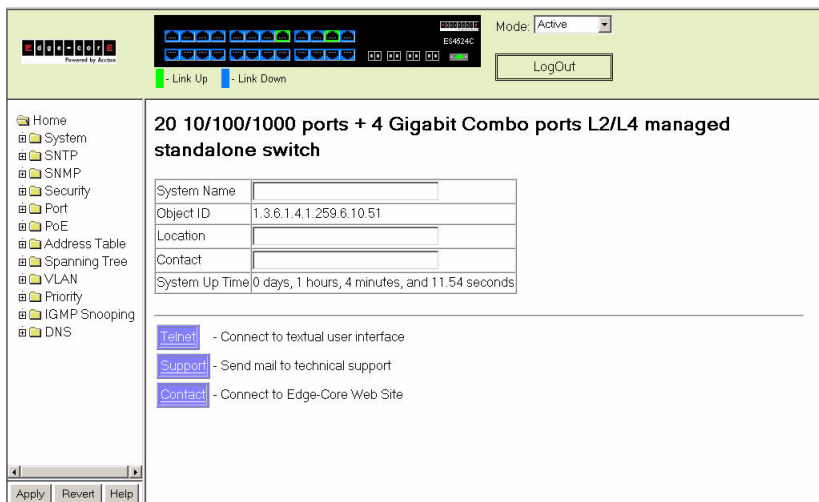 Edge-corE
Powered by Accton
ES4524C
Mode: Active
LogOut
- Link Up
- Link Down
Home
System
SNTP
SNMP
Security
Port
PoE
Address Table
Spanning Tree
VLAN
Priority
IGMP Snooping
DNS
20 10/100/1000 ports + 4 Gigabit Combo ports L2/L4 managed
standalone switch
System Name
Object ID 1.3.6.1.4.1.259.6.10.51
Location
Contact
System Up Time 0 days, 1 hours, 4 minutes, and 11.54 seconds
Telnet - Connect to textual user interface
Support - Send mail to technical support
Contact - Connect to Edge-Core Web Site
Apply Revert Help